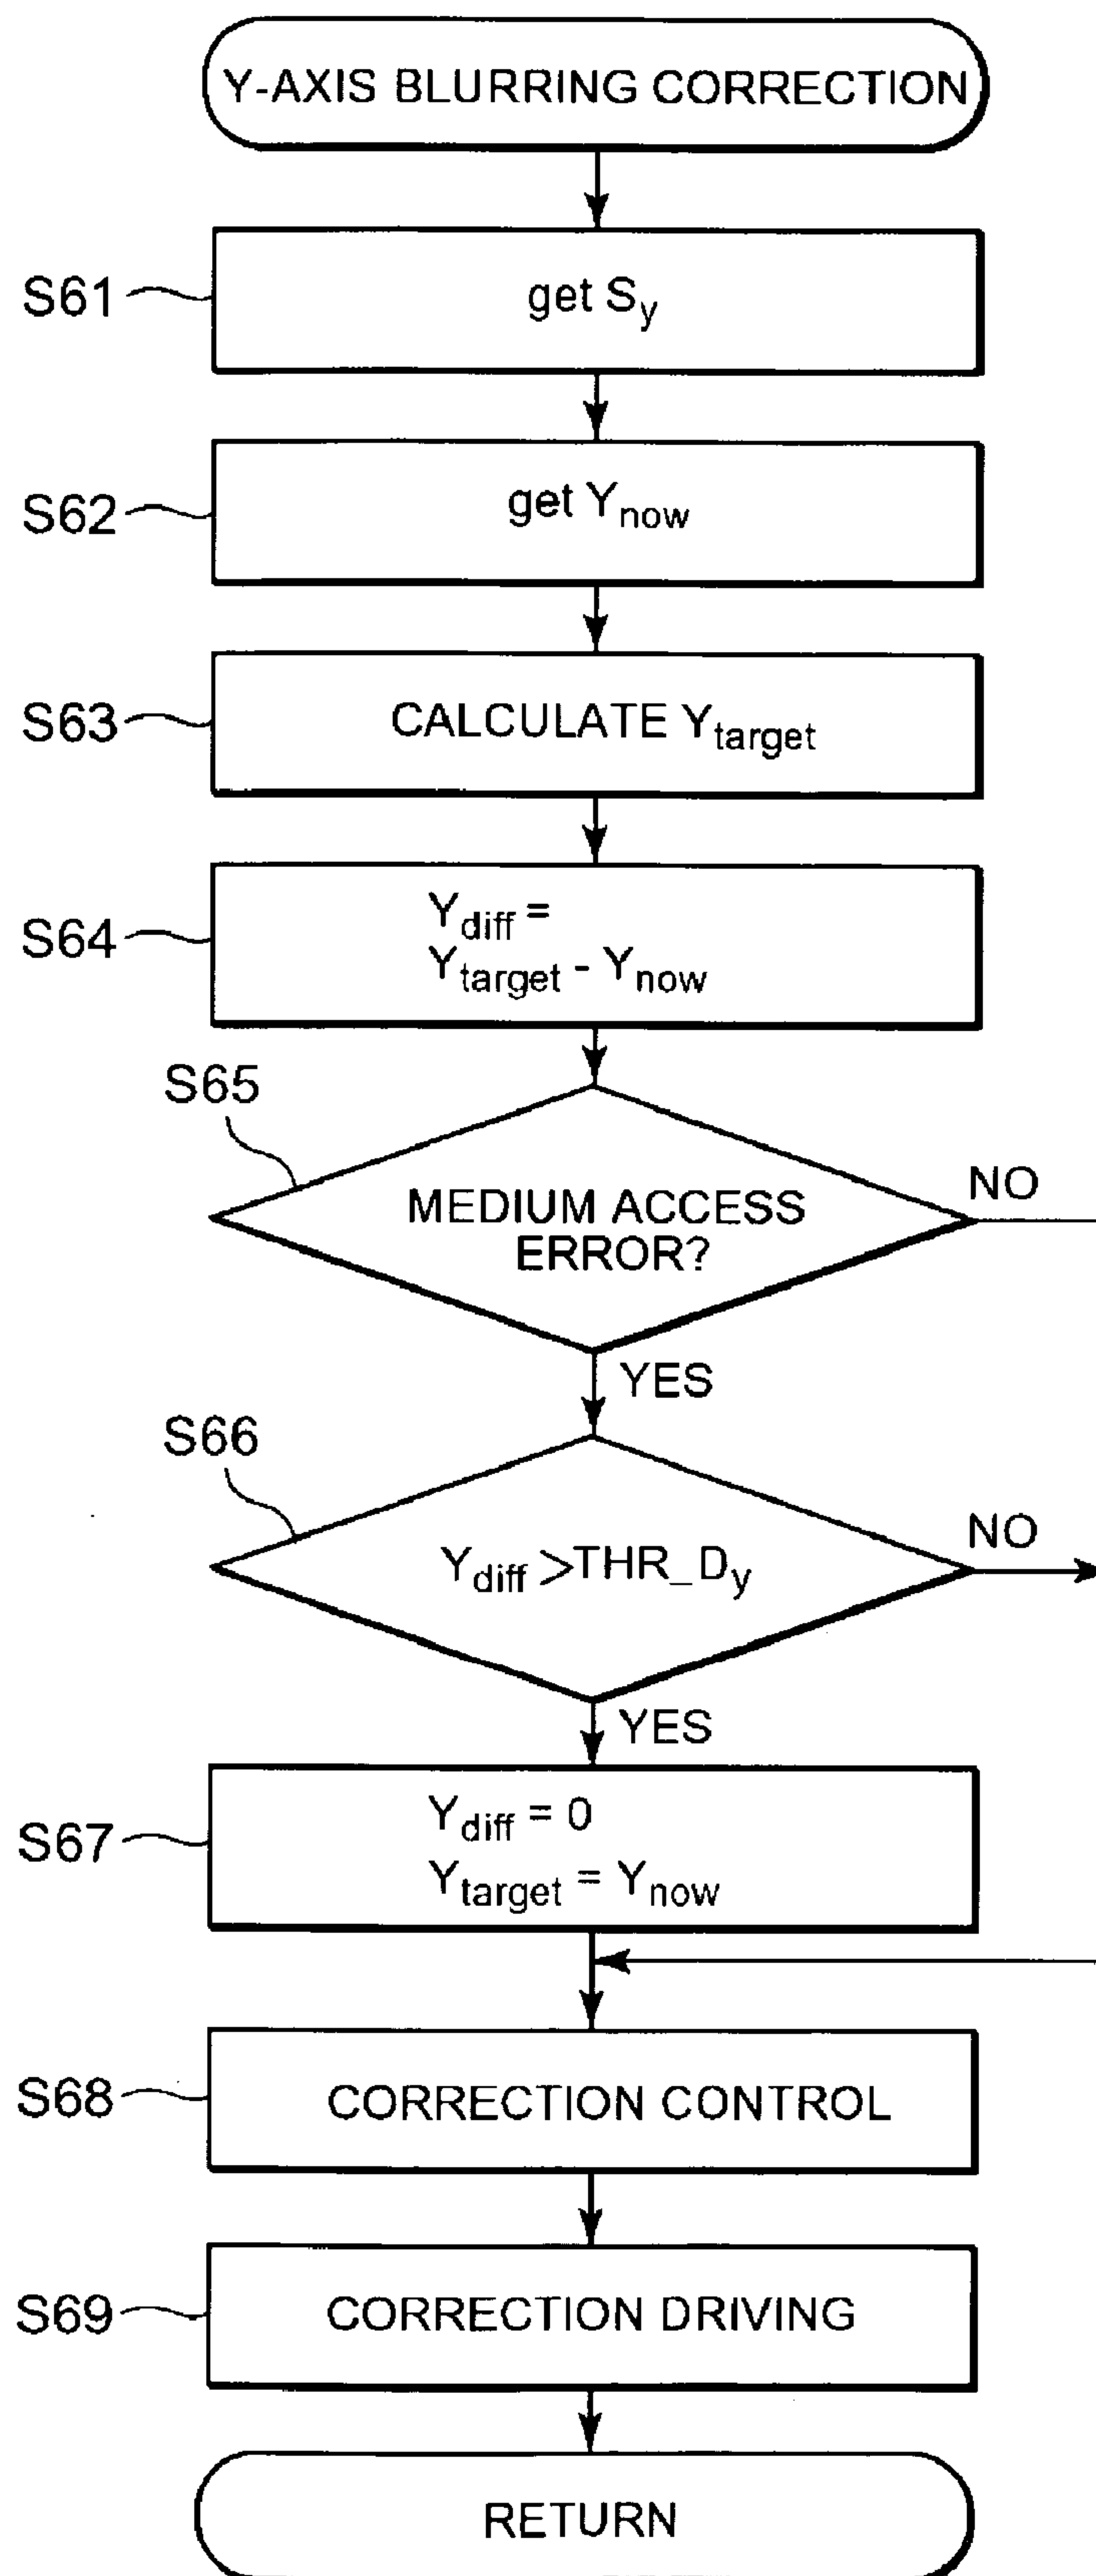 Y-AXIS BLURRING CORRECTION
S61
get Sy
S62
get Ynow
S63
CALCULATE Ytarget
S64
Ydiff =
Ytarget - Ynow
S65
MEDIUM ACCESS
ERROR?
NO
YES
S66
Ydiff >THR_Dy
NO
YES
S67
Ydiff = 0
Ytarget = Ynow
S68
CORRECTION CONTROL
S69
CORRECTION DRIVING
RETURN